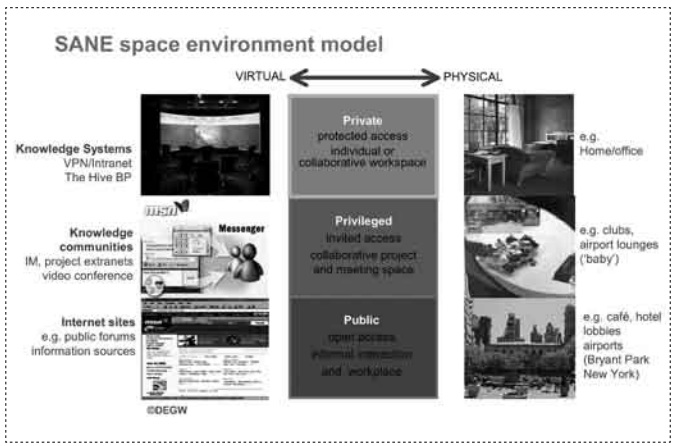 SANE space environment model
VIRTUAL
PHYSICAL
Knowledge Systems
VPN/Intranet
The Hive BP
Private
protected access
individual or
collaborative workspace
e.g.
Home/office
msn
Messenger
Knowledge
communities
IM, project extranets
video conference
Privileged
invited access
collaborative project
and meeting space
e.g. clubs,
airport lounges
('baby')
Internet sites
e.g. public forums
information sources
Public
open access
informal interaction
and workplace
e.g. café, hotel
lobbies
airports
(Bryant Park
New York)
©DEGW